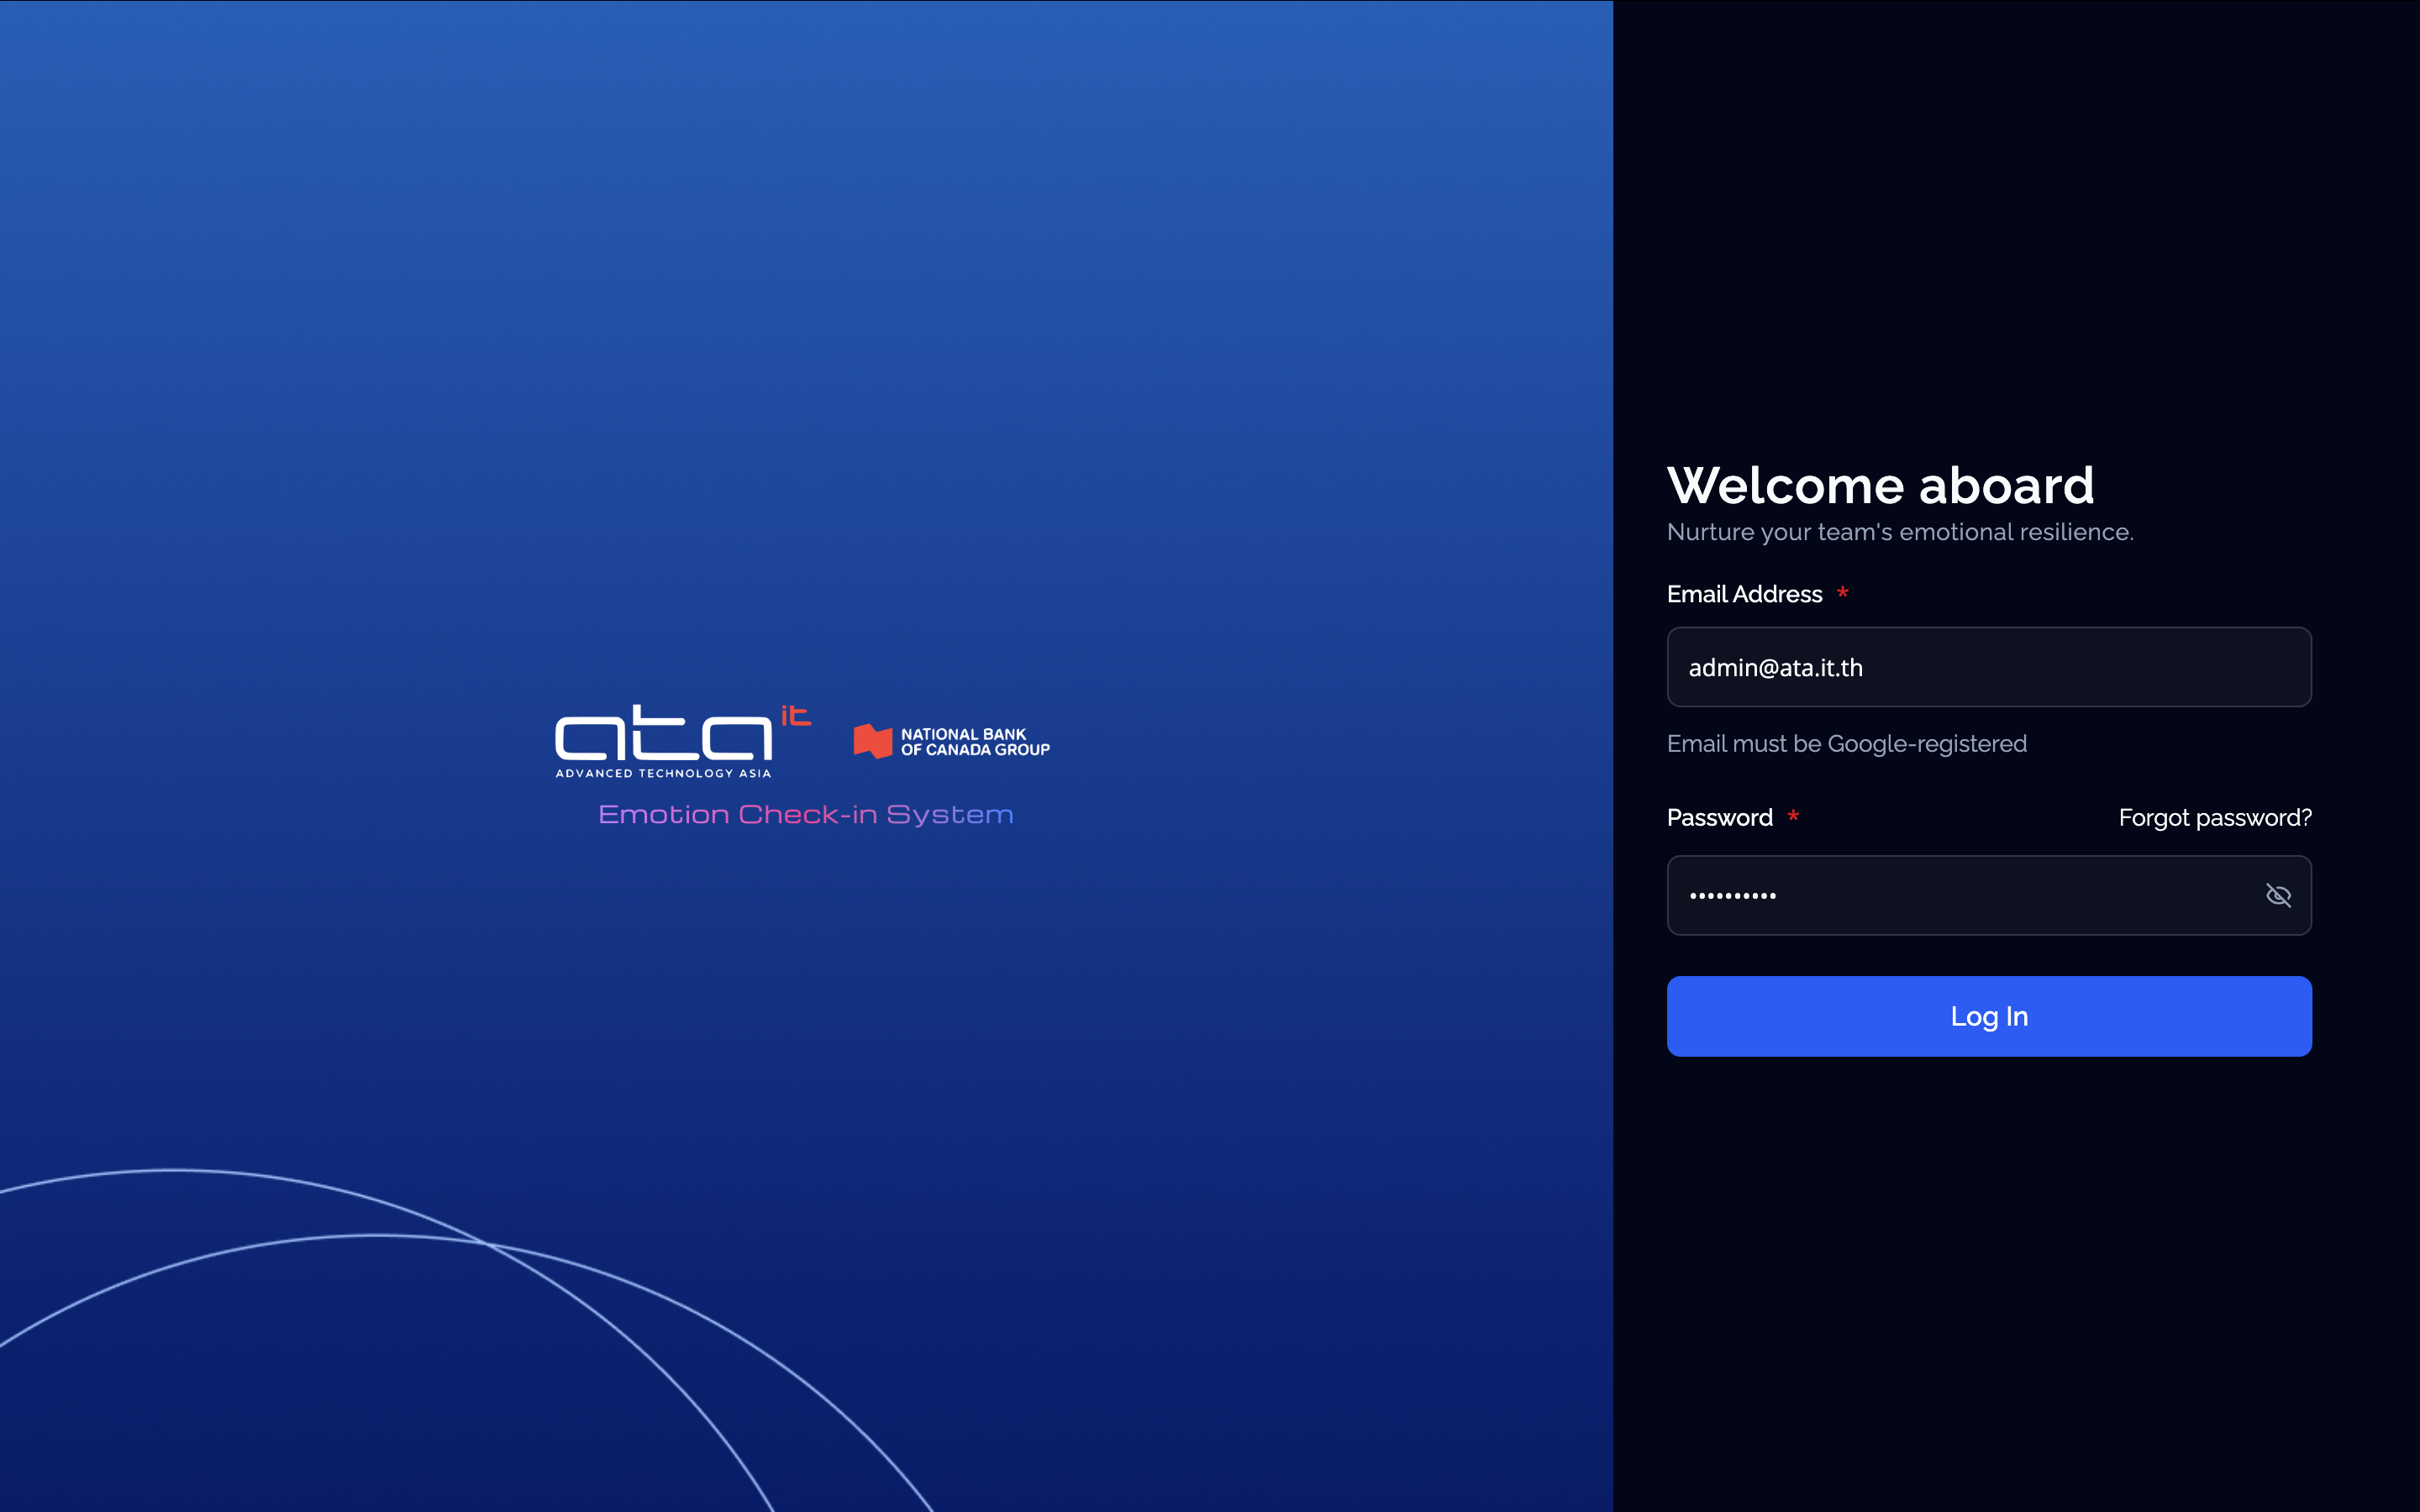 ata it
ADVANCED TECHNOLOGY ASIA
NATIONAL BANK
OF CANADA GROUP
Emotion Check-in System
Welcome aboard
Nurture your team's emotional resilience.
Email Address *
admin@ata.it.th
Email must be Google-registered
Password *
Forgot password?
••••••••••
Log In